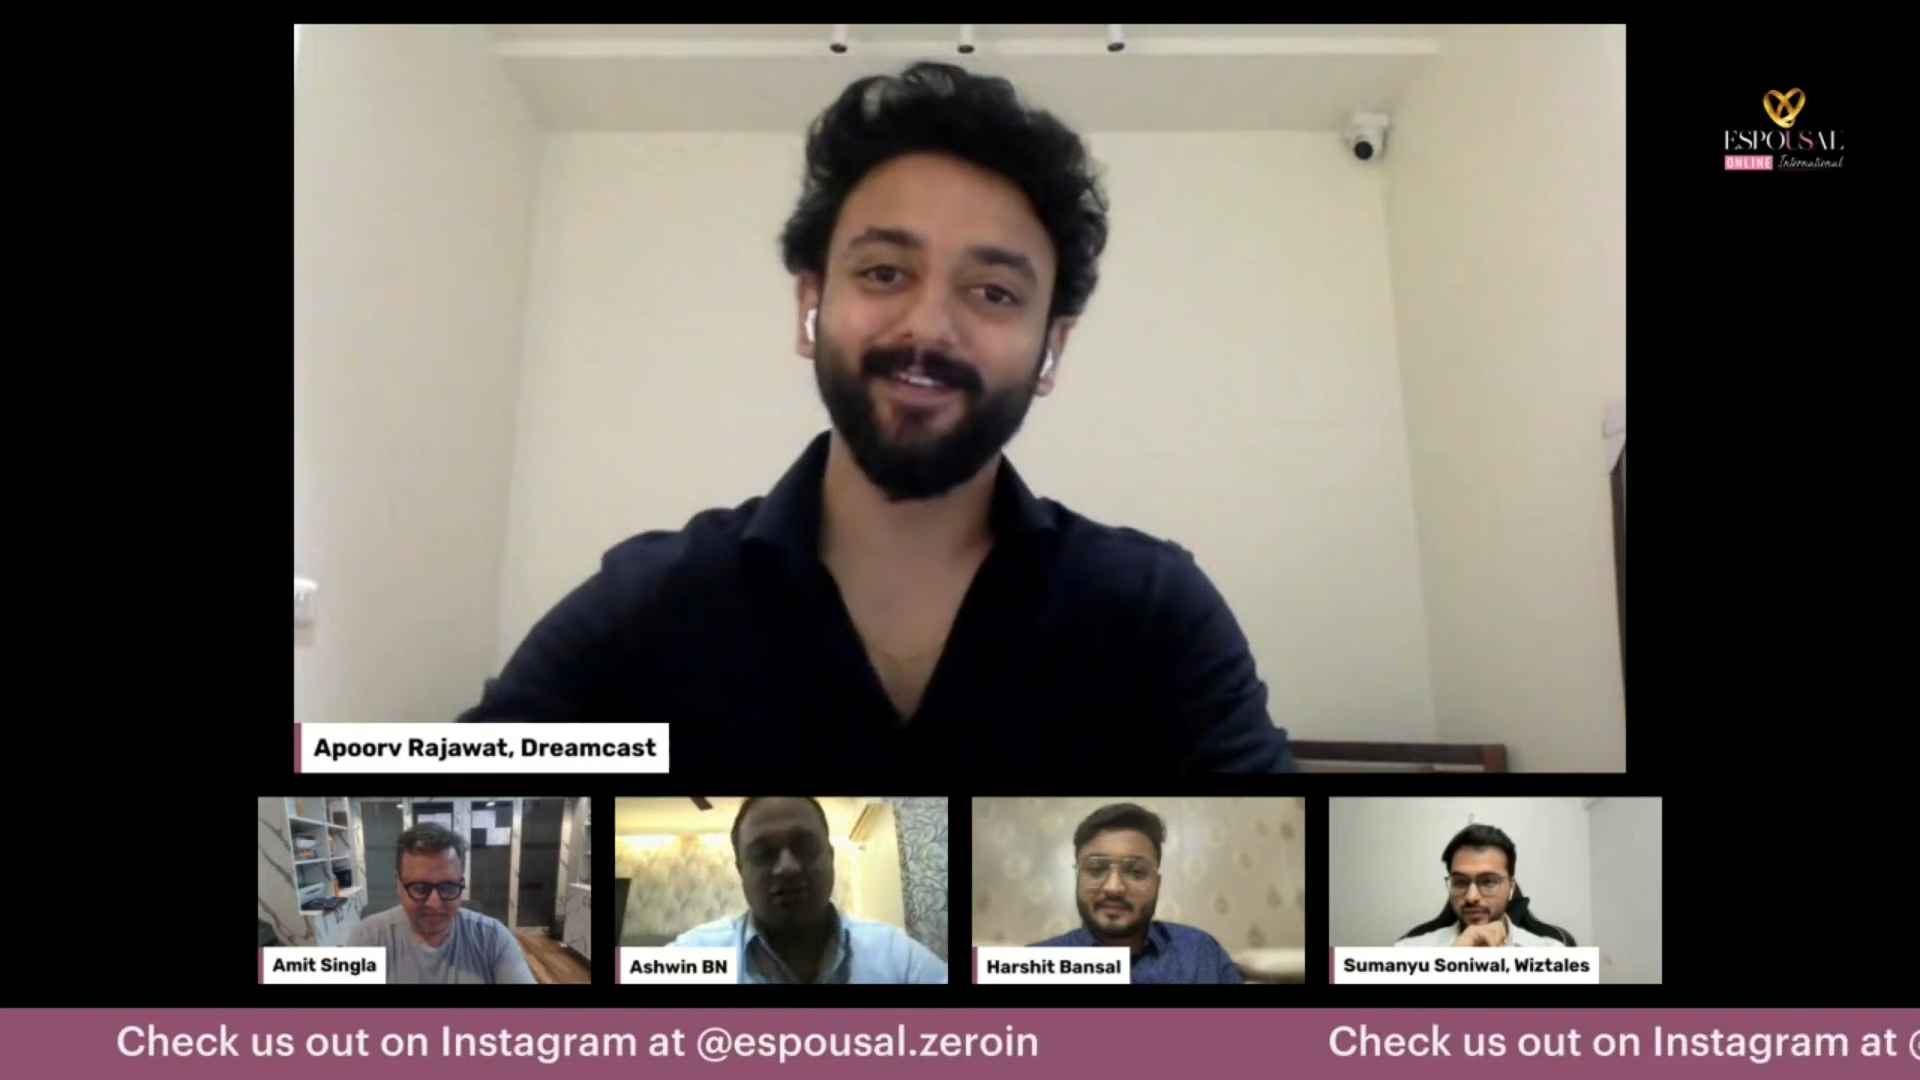 ESPOUSAL
ONLINE International
Apoorv Rajawat, Dreamcast
Amit Singla
Ashwin BN
Harshit Bansal
Sumanyu Soniwal, Wiztales
Check us out on Instagram at @espousal.zeroin
Check us out on Instagram at @